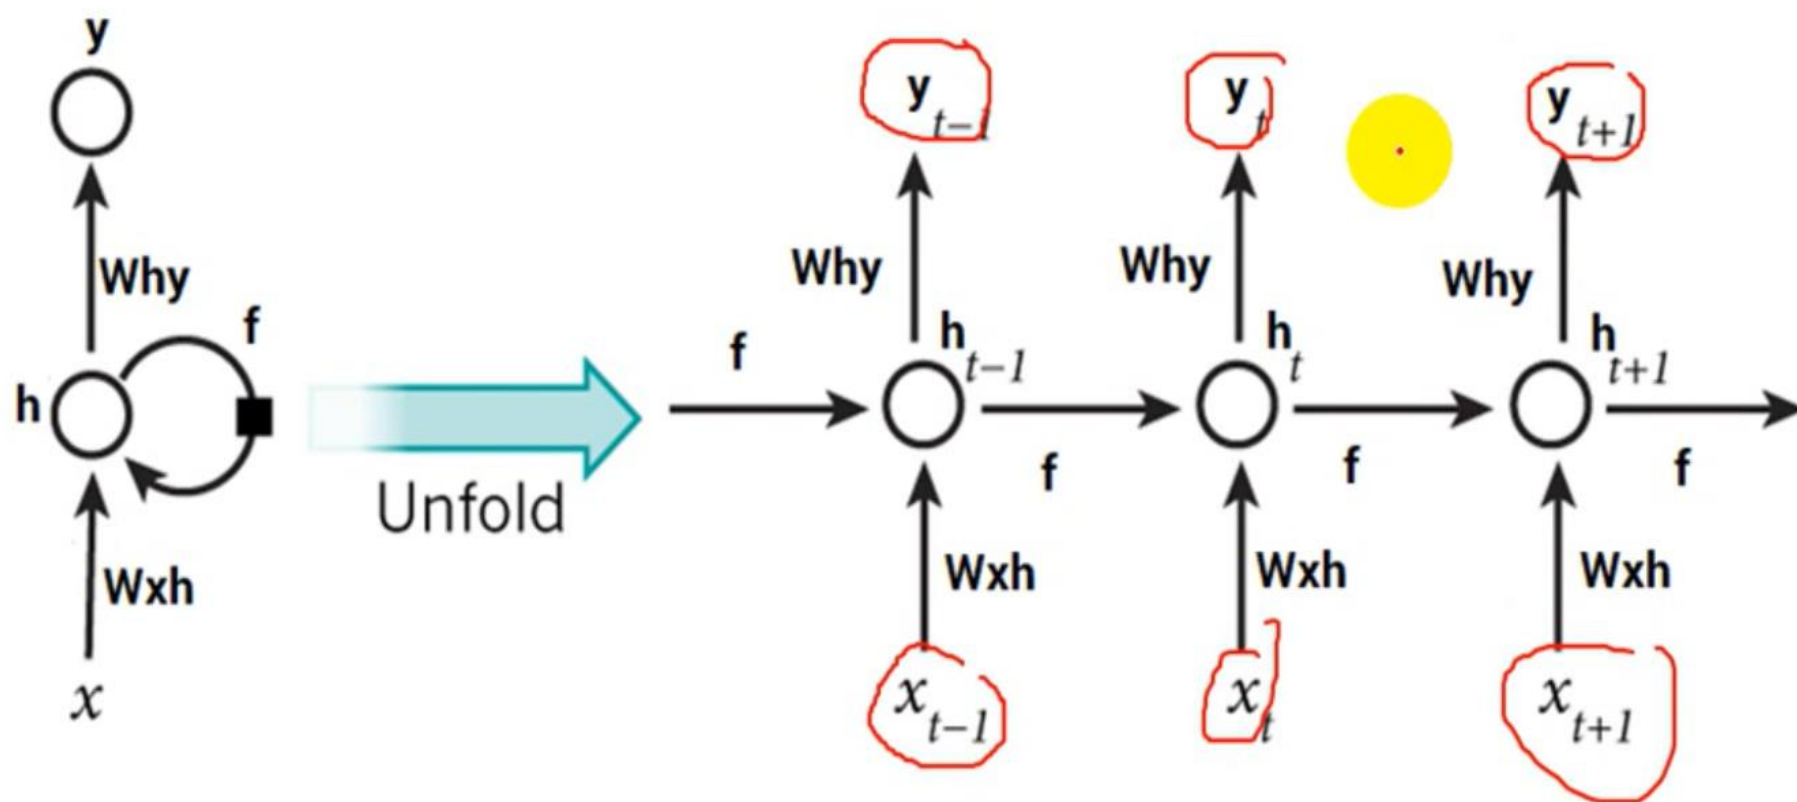 y
Why
f
h
Wxh
x
Unfold
y t-1
y t
y t+1
Why
Why
Why
f
h t-1
h t
h t+1
f
f
f
Wxh
Wxh
Wxh
x t-1
x t
x t+1